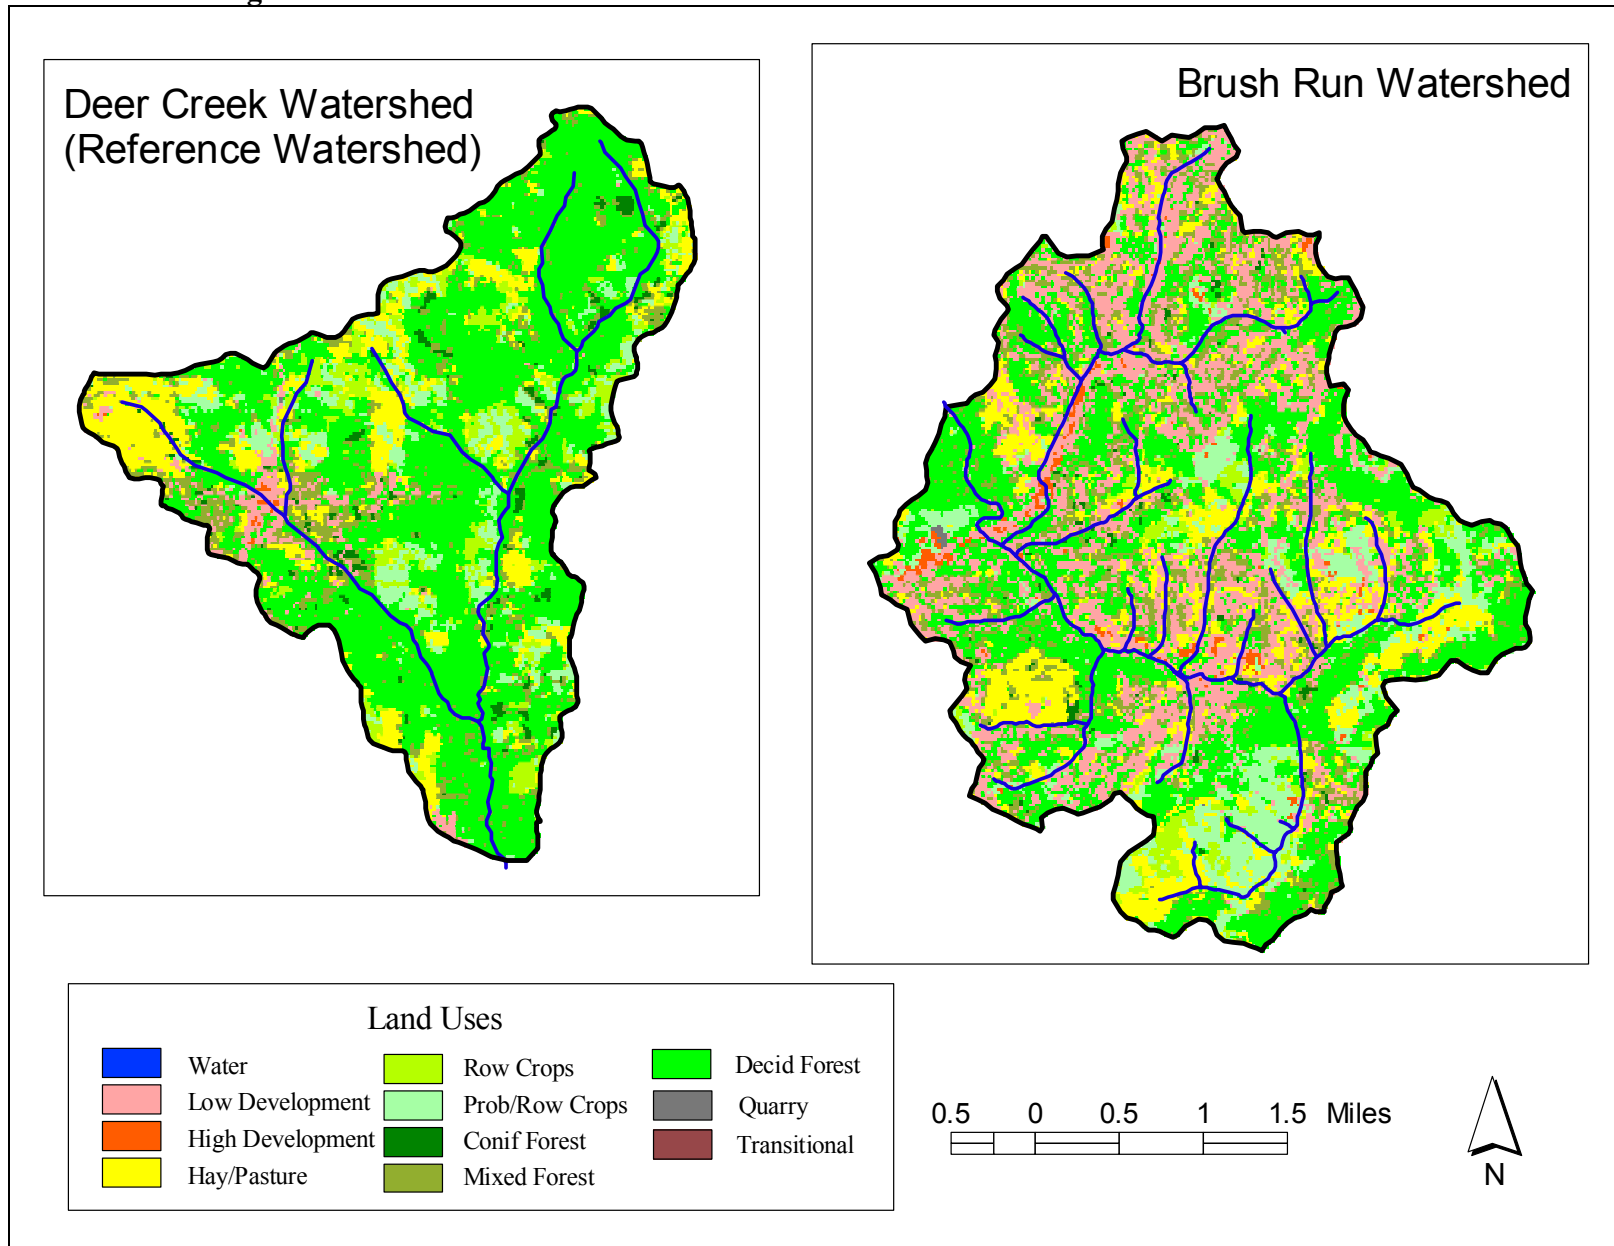 Deer Creek Watershed
(Reference Watershed)
Brush Run Watershed
Land Uses
Water
Low Development
High Development
Hay/Pasture
Row Crops
Prob/Row Crops
Conif Forest
Mixed Forest
Decid Forest
Quarry
Transitional
0.5 0 0.5 1 1.5 Miles
N